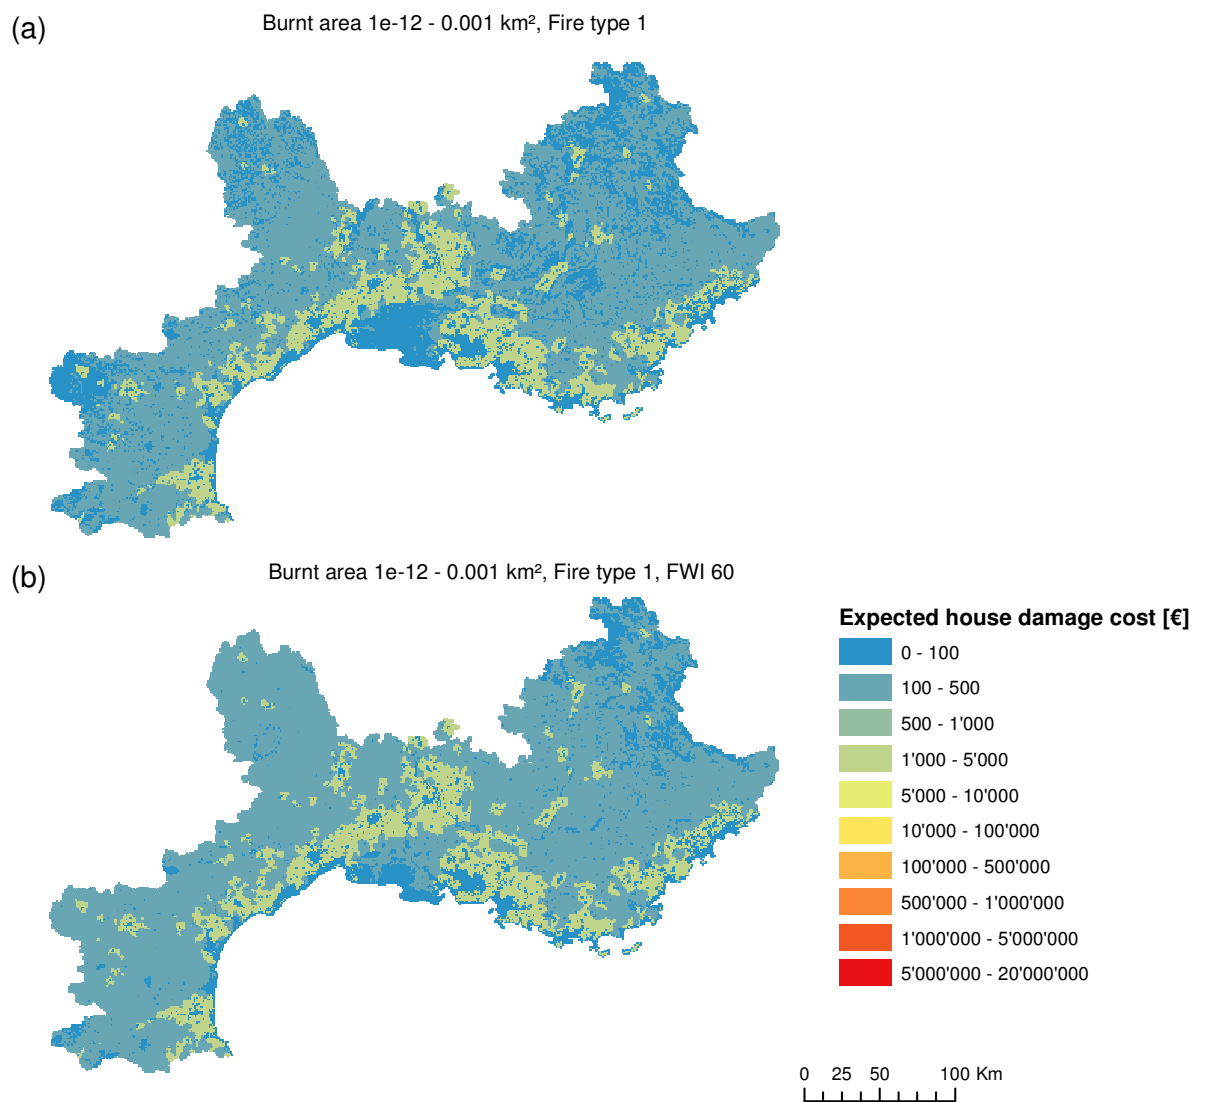 (a)
Burnt area 1e-12 - 0.001 km², Fire type 1
(b)
Burnt area 1e-12 - 0.001 km², Fire type 1, FWI 60
Expected house damage cost [€]
0 - 100
100 - 500
500 - 1'000
1'000 - 5'000
5'000 - 10'000
10'000 - 100'000
100'000 - 500'000
500'000 - 1'000'000
1'000'000 - 5'000'000
5'000'000 - 20'000'000
0 25 50 100 Km